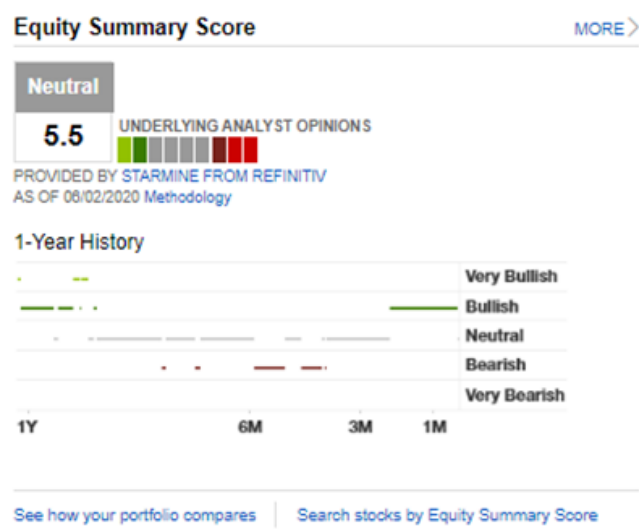 Equity Summary Score
MORE
Neutral
5.5
UNDERLYING ANALYST OPINIONS
PROVIDED BY STARMINE FROM REFINITIV
AS OF 06/02/2020 Methodology
1-Year History
Very Bullish
Bullish
Neutral
Bearish
Very Bearish
1Y 6M 3M 1M
See how your portfolio compares
Search stocks by Equity Summary Score